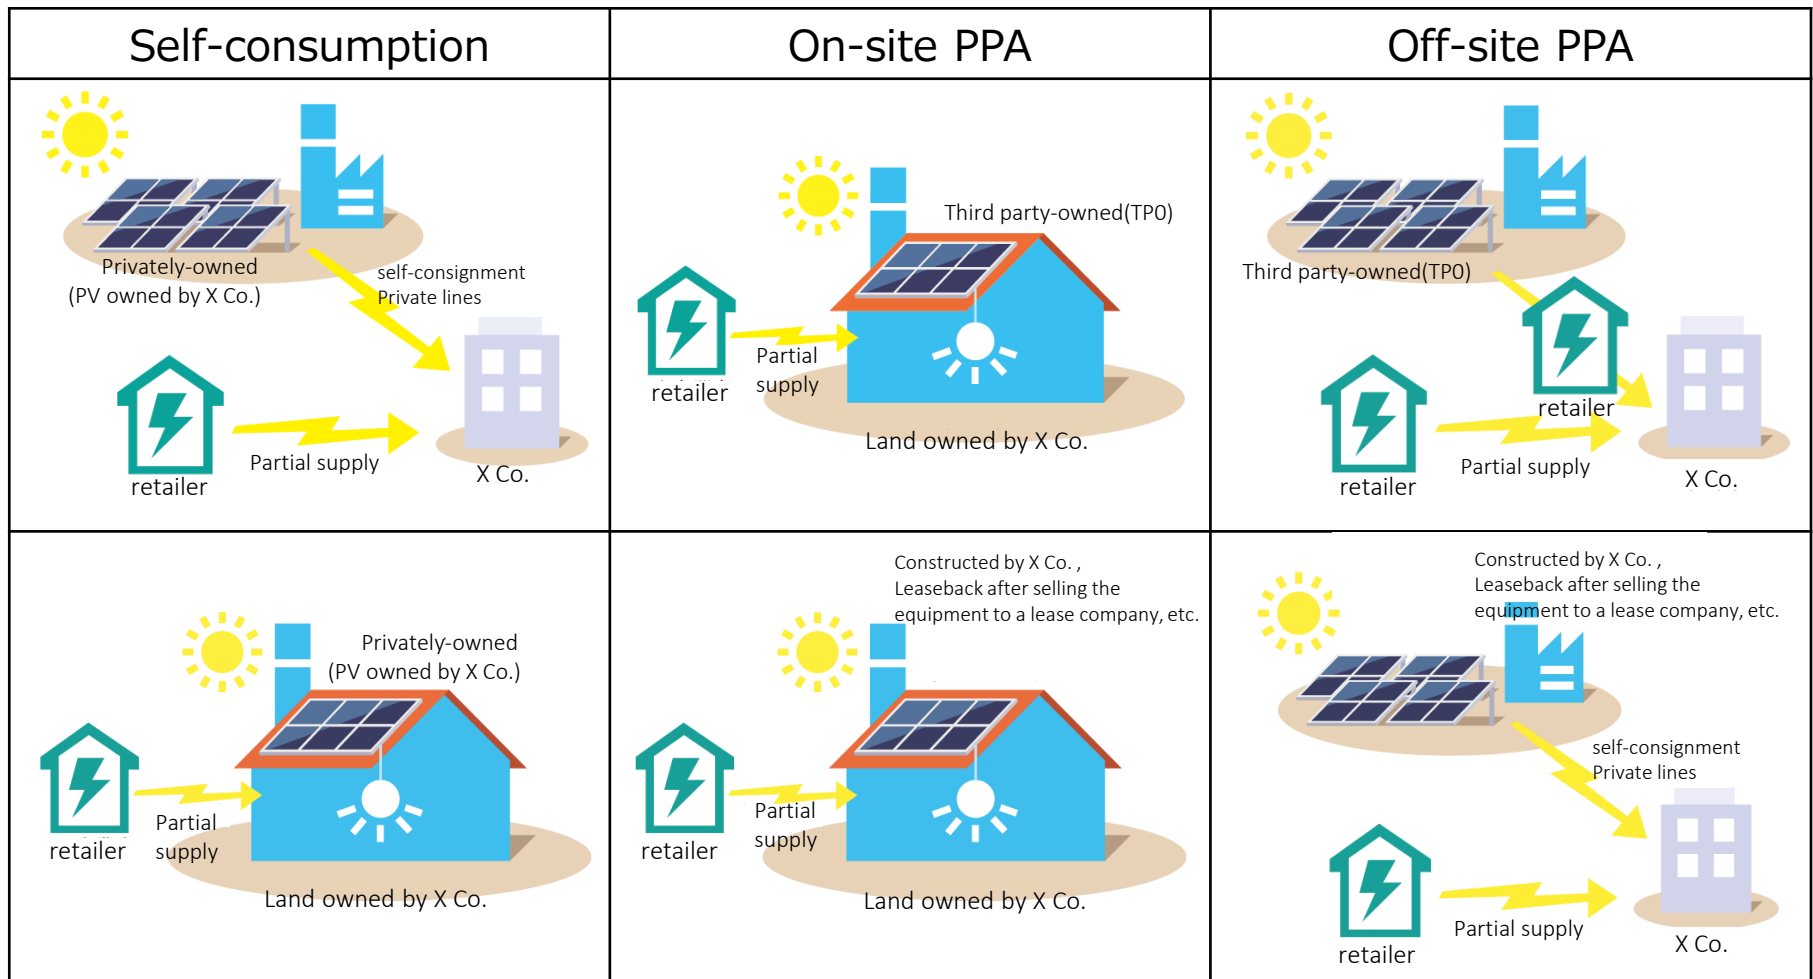 Self-consumption
On-site PPA
Off-site PPA
Privately-owned
(PV owned by X Co.)
self-consignment
Private lines
retailer
Partial supply
X Co.
Third party-owned(TPO)
retailer
Partial
supply
Land owned by X Co.
Third party-owned(TPO)
retailer
retailer
Partial supply
X Co.
Privately-owned
(PV owned by X Co.)
retailer
Partial
supply
Land owned by X Co.
Constructed by X Co. ,
Leaseback after selling the
equipment to a lease company, etc.
retailer
Partial
supply
Land owned by X Co.
Constructed by X Co. ,
Leaseback after selling the
equipment to a lease company, etc.
self-consignment
Private lines
retailer
Partial supply
X Co.